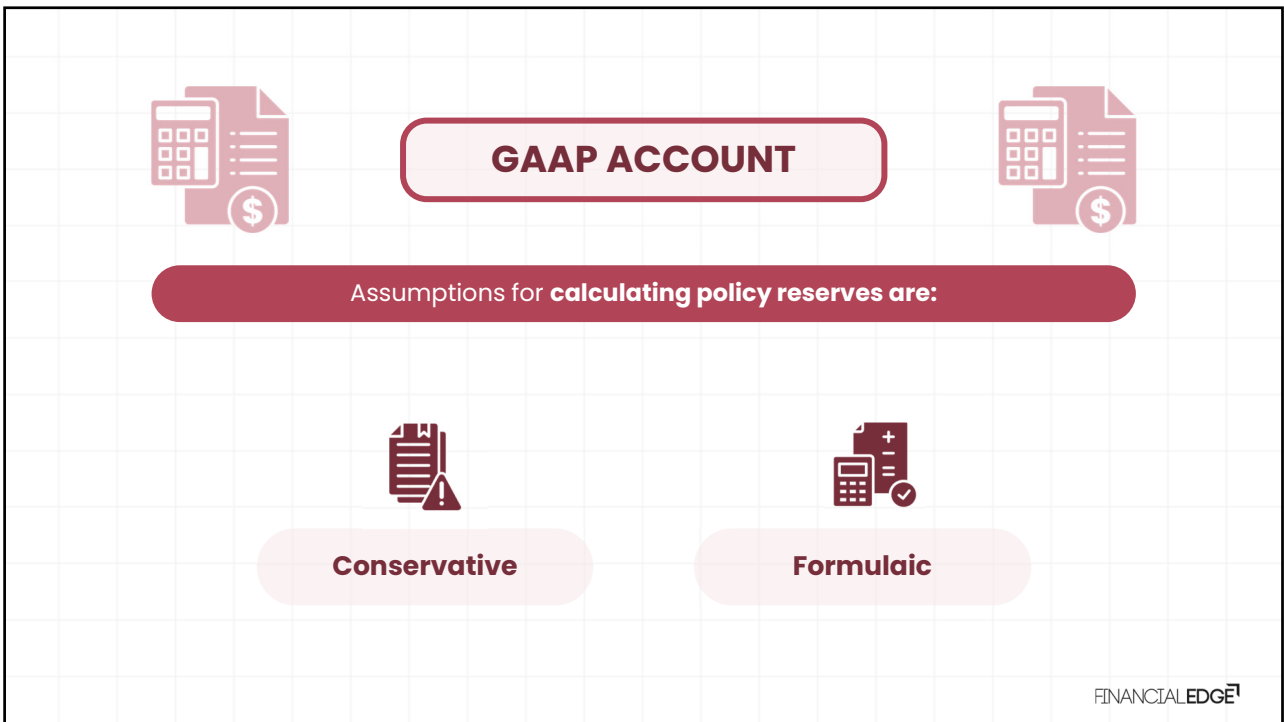 GAAP ACCOUNT
Assumptions for calculating policy reserves are:
Conservative
Formulaic
FINANCIALEDGE